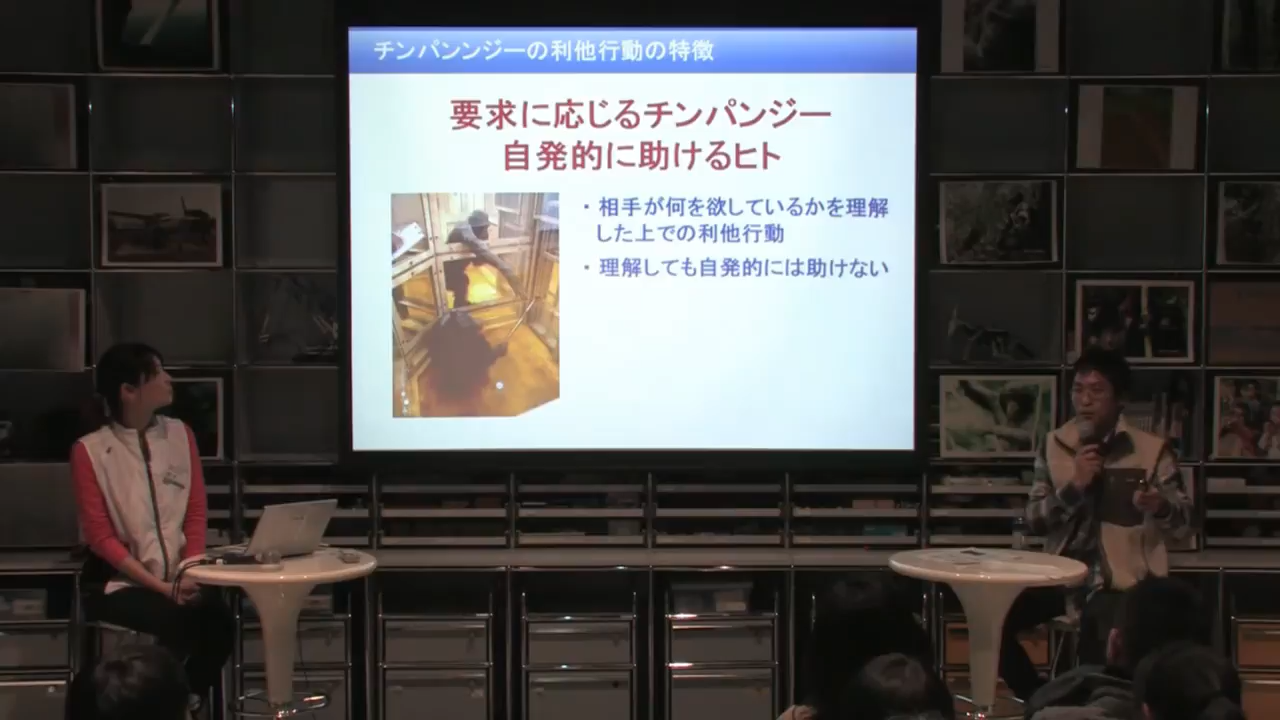 チンパンンジーの利他行動の特徴
要求に応じるチンパンジー
自発的に助けるヒト
・相手が何を欲しているかを理解
した上での利他行動
・理解しても自発的には助けない